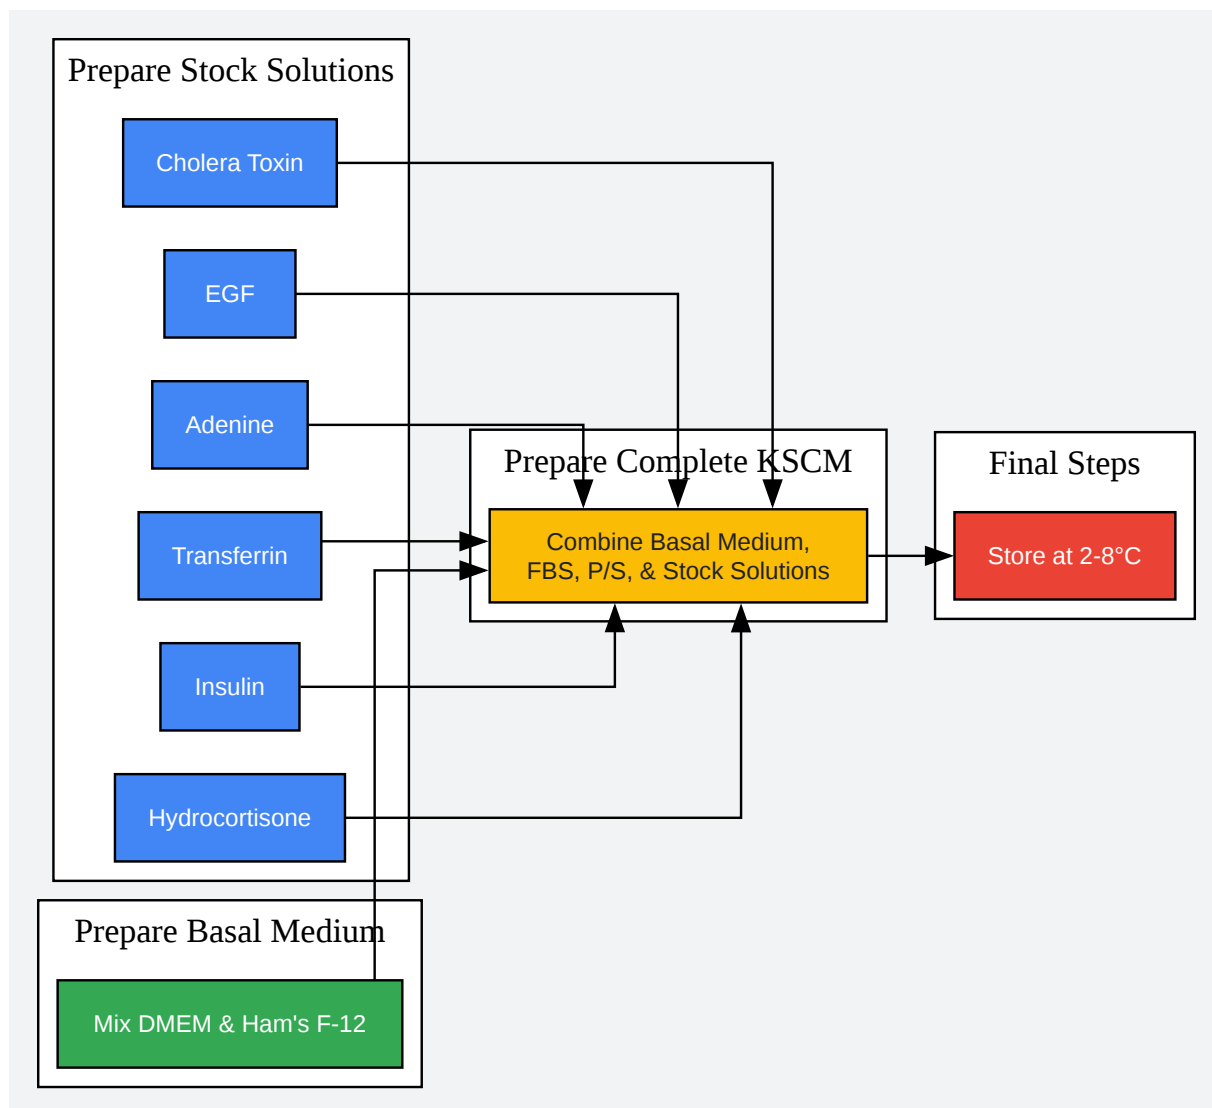 Prepare Stock Solutions
Cholera Toxin
EGF
Adenine
Transferrin
Insulin
Hydrocortisone
Prepare Basal Medium
Mix DMEM & Ham's F-12
Prepare Complete KSCM
Combine Basal Medium,
FBS, P/S, & Stock Solutions
Final Steps
Store at 2-8°C